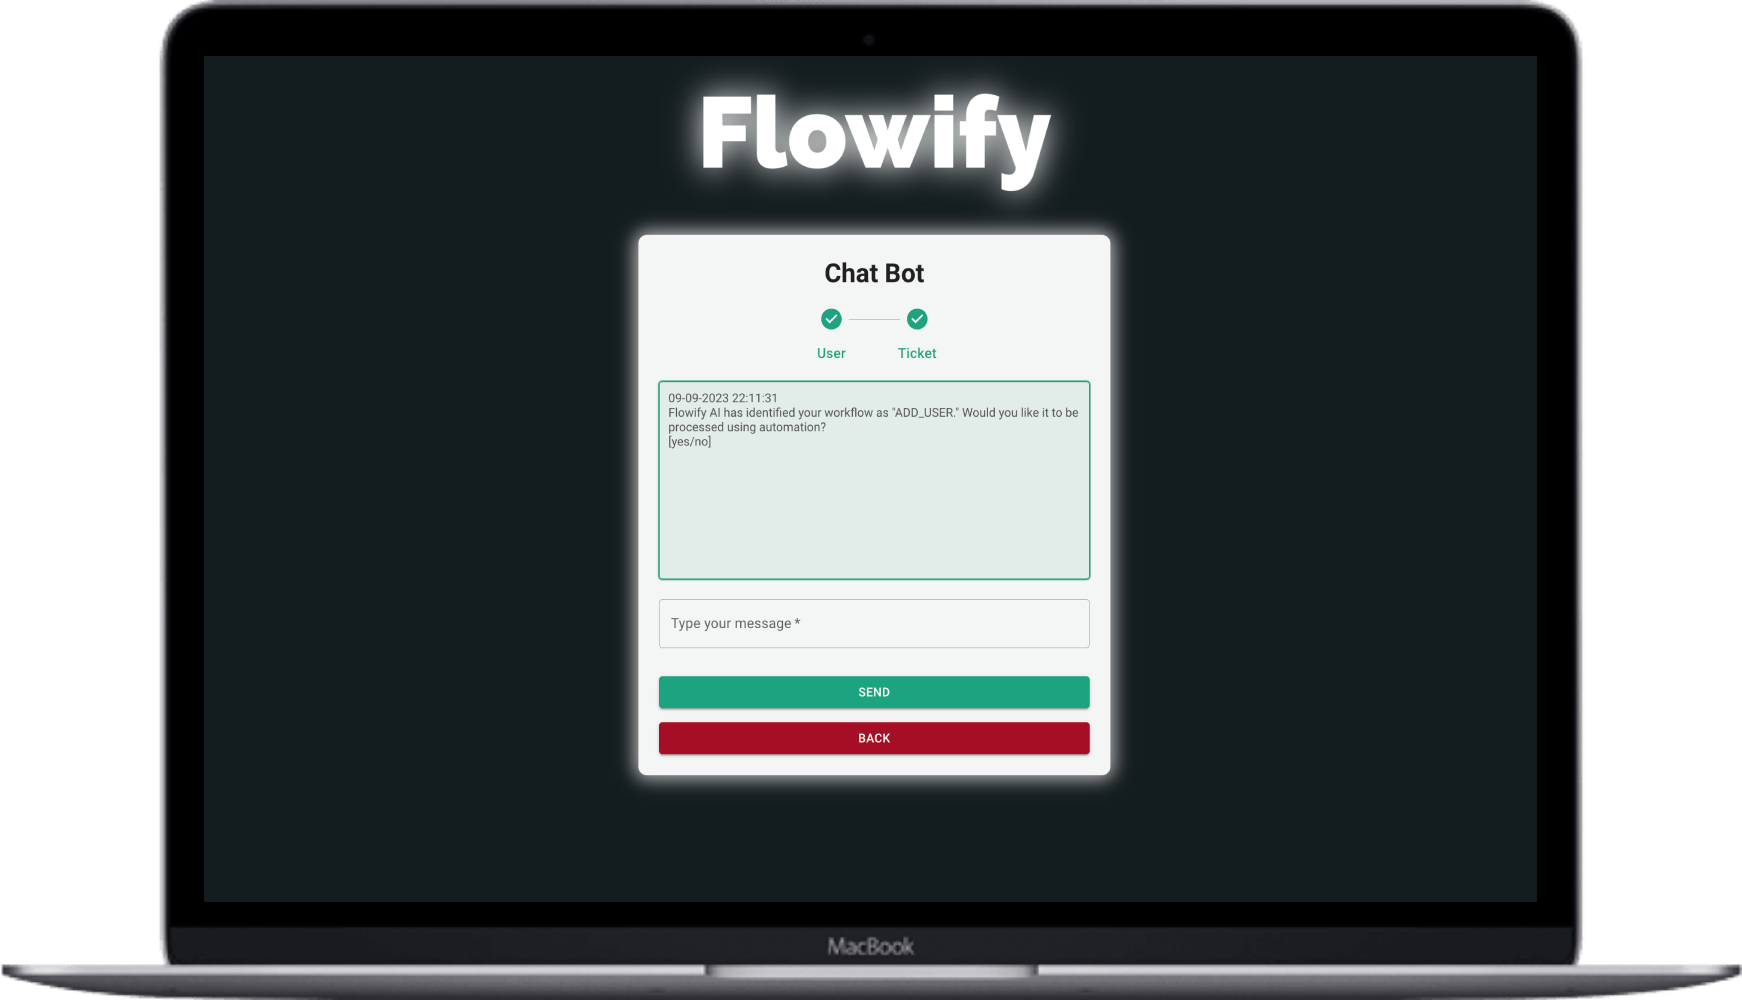 Flowify
Chat Bot
User
Ticket
09-09-2023 22:11:31
Flowify AI has identified your workflow as "ADD_USER." Would you like it to be
processed using automation?
[yes/no]
Type your message *
SEND
BACK
MacBook